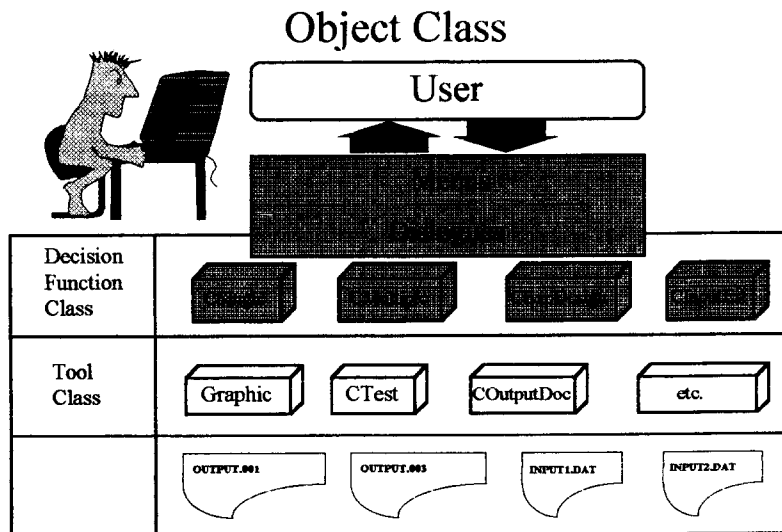 Object Class
User
Decision
Function
Class
Tool
Class
Graphic
CTest
COutputDoc
etc.
OUTPUT.001
OUTPUT.003
INPUT1.DAT
INPUT2.DAT